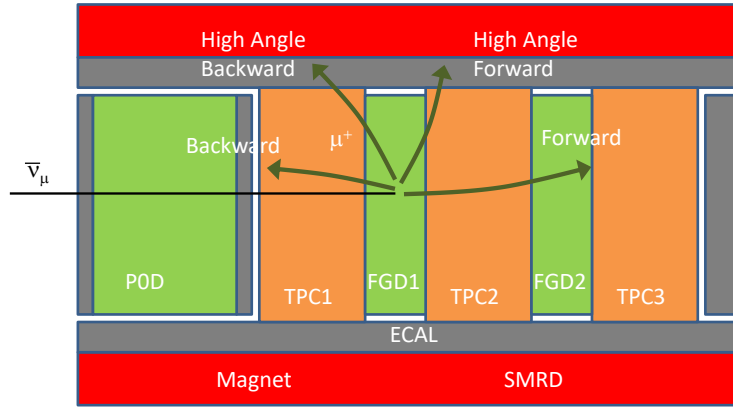 High Angle
Backward
High Angle
Forward
Backward
μ⁺
Forward
ν̅μ
P0D
TPC1
FGD1
TPC2
FGD2
TPC3
ECAL
Magnet
SMRD